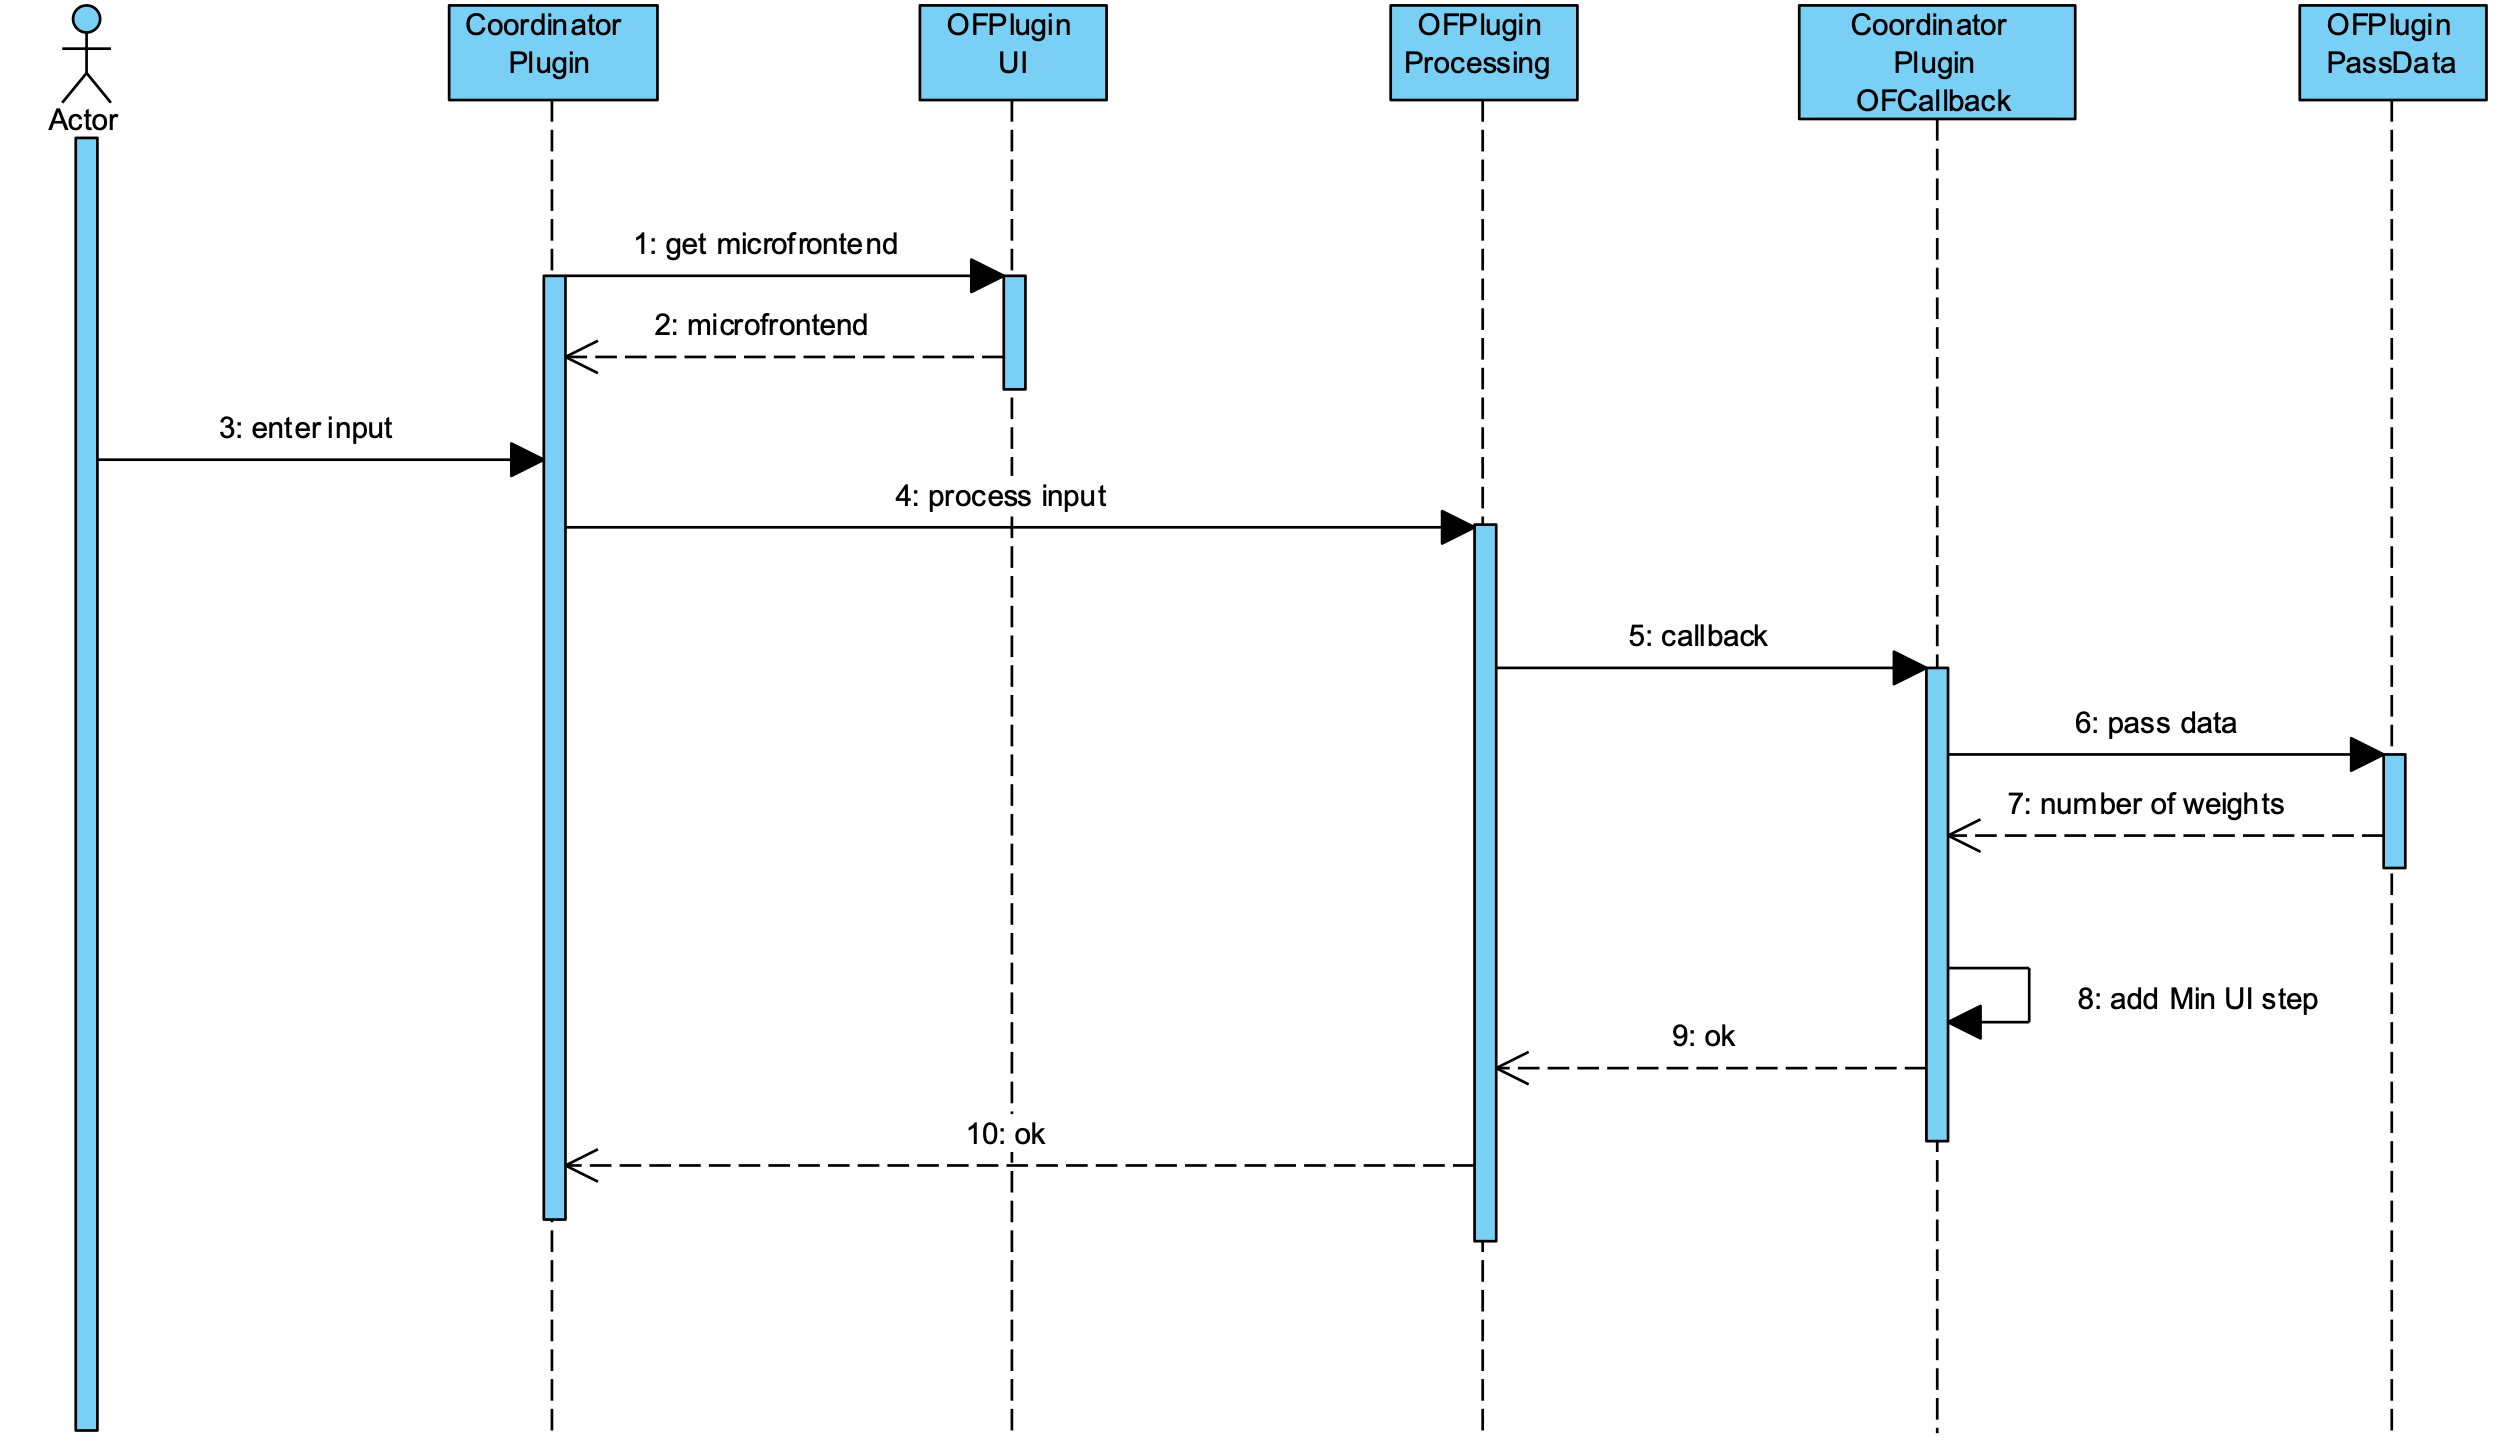 Actor
Coordinator
Plugin
OFPlugin
UI
OFPlugin
Processing
Coordinator
Plugin
OFCallback
OFPlugin
PassData
1: get microfrontend
2: microfrontend
3: enter input
4: process input
5: callback
6: pass data
7: number of weights
8: add Min UI step
9: ok
10: ok